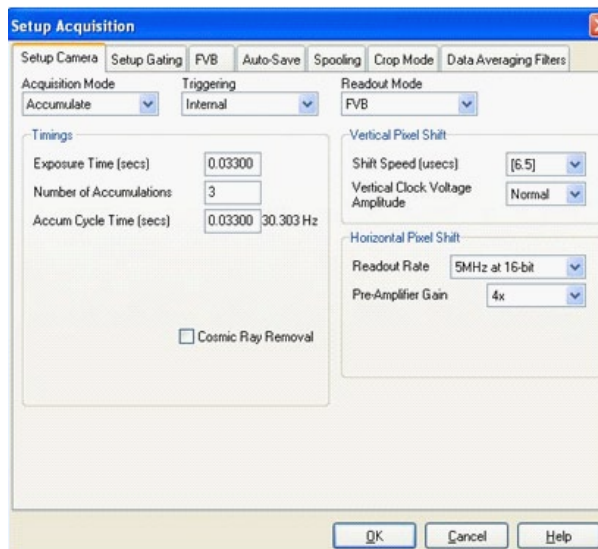 Setup Acquisition
Setup Camera Setup Gating FVB Auto-Save Spooling Crop Mode Data Averaging Filters
Acquisition Mode Triggering Readout Mode
Accumulate Internal FVB
Timings
Exposure Time (secs) 0.03300
Number of Accumulations 3
Accum Cycle Time (secs) 0.03300 30.303 Hz
Cosmic Ray Removal
Vertical Pixel Shift
Shift Speed (usecs) [6.5]
Vertical Clock Voltage
Amplitude Normal
Horizontal Pixel Shift
Readout Rate 5MHz at 16-bit
Pre-Amplifier Gain 4x
OK Cancel Help